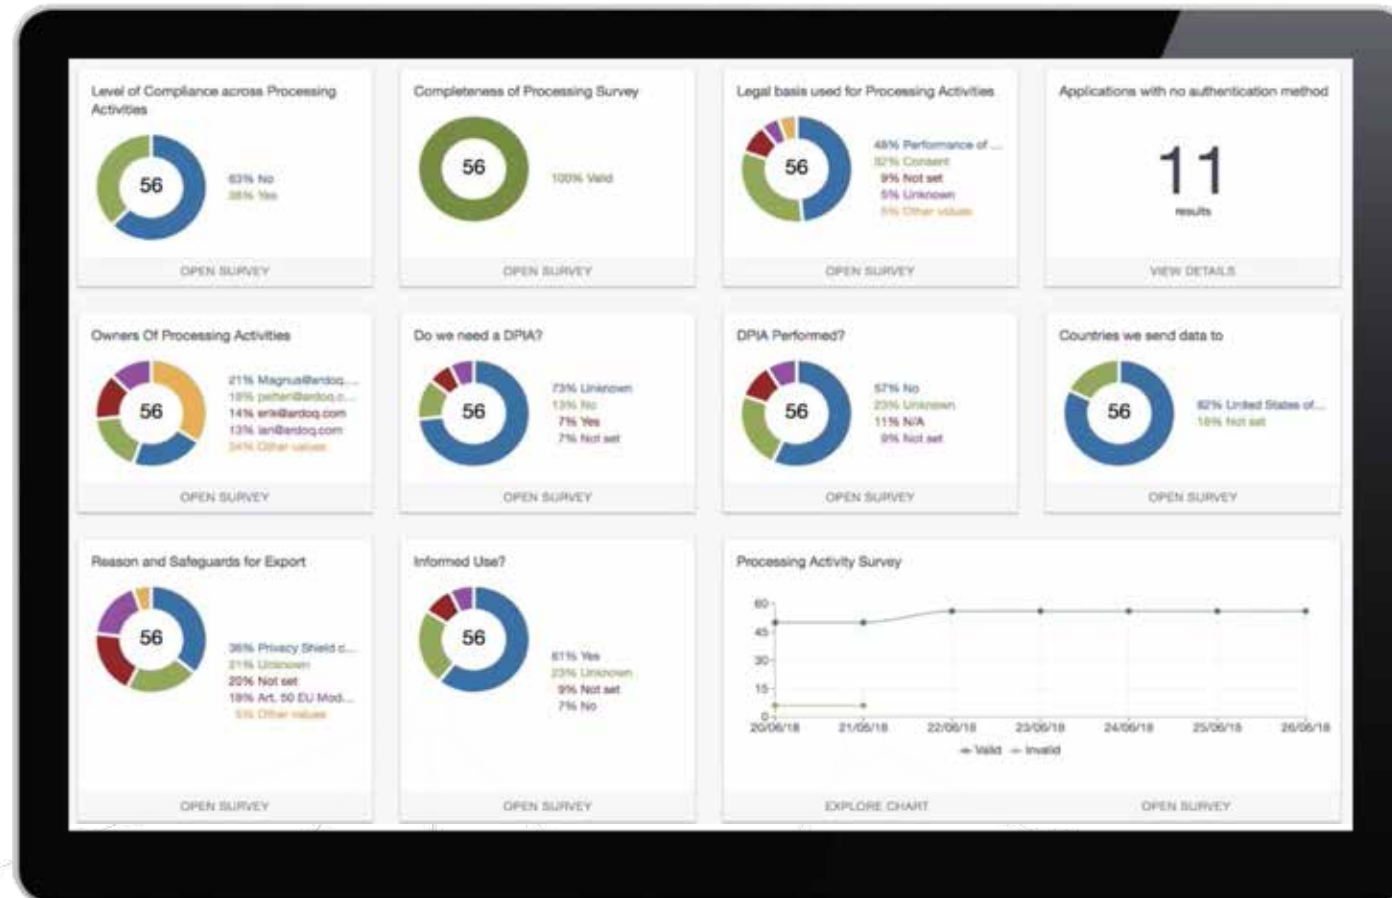 Level of Compliance across Processing
Activities
56
63% No
38% Yes
OPEN SURVEY
Completeness of Processing Survey
56
100% Valid
OPEN SURVEY
Legal basis used for Processing Activities
56
48% Performance of ...
32% Consent
9% Not set
5% Unknown
5% Other values
OPEN SURVEY
Applications with no authentication method
11
results
VIEW DETAILS
Owners Of Processing Activities
56
21% Magnus@ardoq....
18% 
14% erik@ardoq.com
13% ian@ardoq.com
34% Other values
OPEN SURVEY
Do we need a DPIA?
56
73% Unknown
13% No
7% Yes
7% Not set
OPEN SURVEY
DPIA Performed?
56
57% No
23% Unknown
11% N/A
9% Not set
OPEN SURVEY
Countries we send data to
56
82% United States of...
18% Not set
OPEN SURVEY
Reason and Safeguards for Export
56
36% Privacy Shield c...
21% Unknown
20% Not set
18% Art. 50 EU Mod...
5% Other values
OPEN SURVEY
Informed Use?
56
61% Yes
23% Unknown
9% Not set
7% No
OPEN SURVEY
Processing Activity Survey
60
45
30
15
0
20/06/18 21/06/18 22/06/18 23/06/18 24/06/18 25/06/18 26/06/18
Valid Invalid
EXPLORE CHART OPEN SURVEY